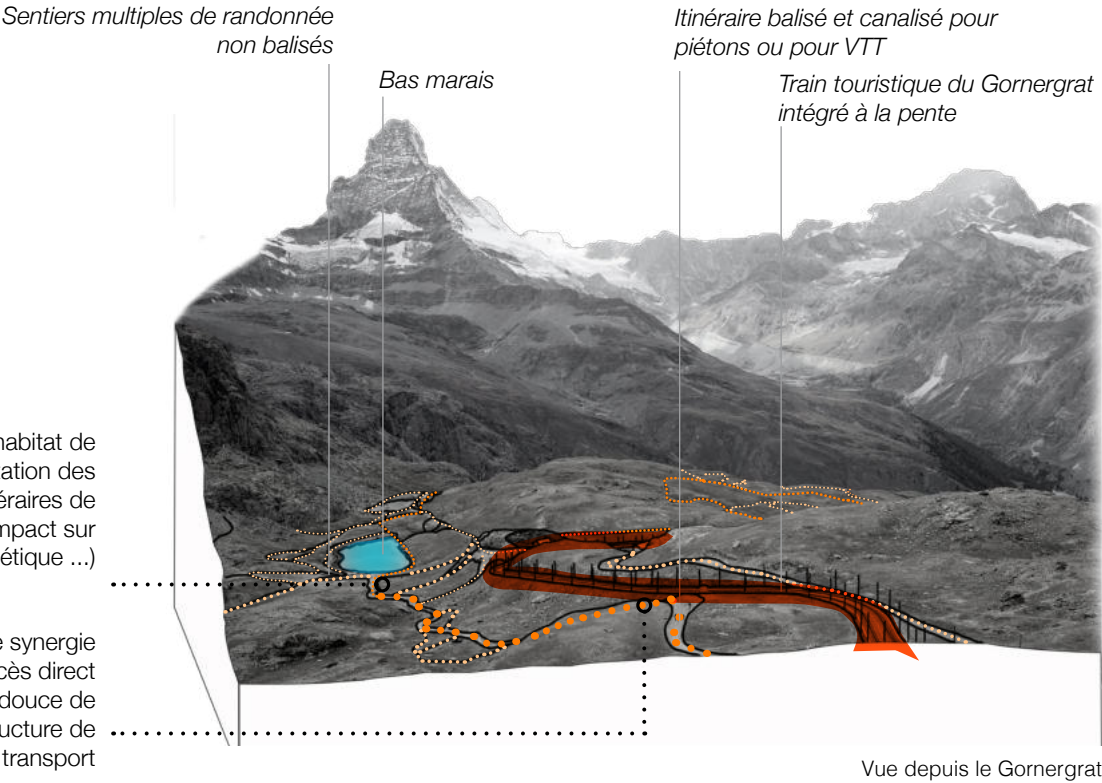 Sentiers multiples de randonnée
non balisés
Bas marais
Itinéraire balisé et canalisé pour
piétons ou pour VTT
Train touristique du Gornergrat
intégré à la pente
habitat de
tation des
éraires de
mpact sur
étique ...)
e synergie
cès direct
douce de
ucture de
transport
Vue depuis le Gornergrat